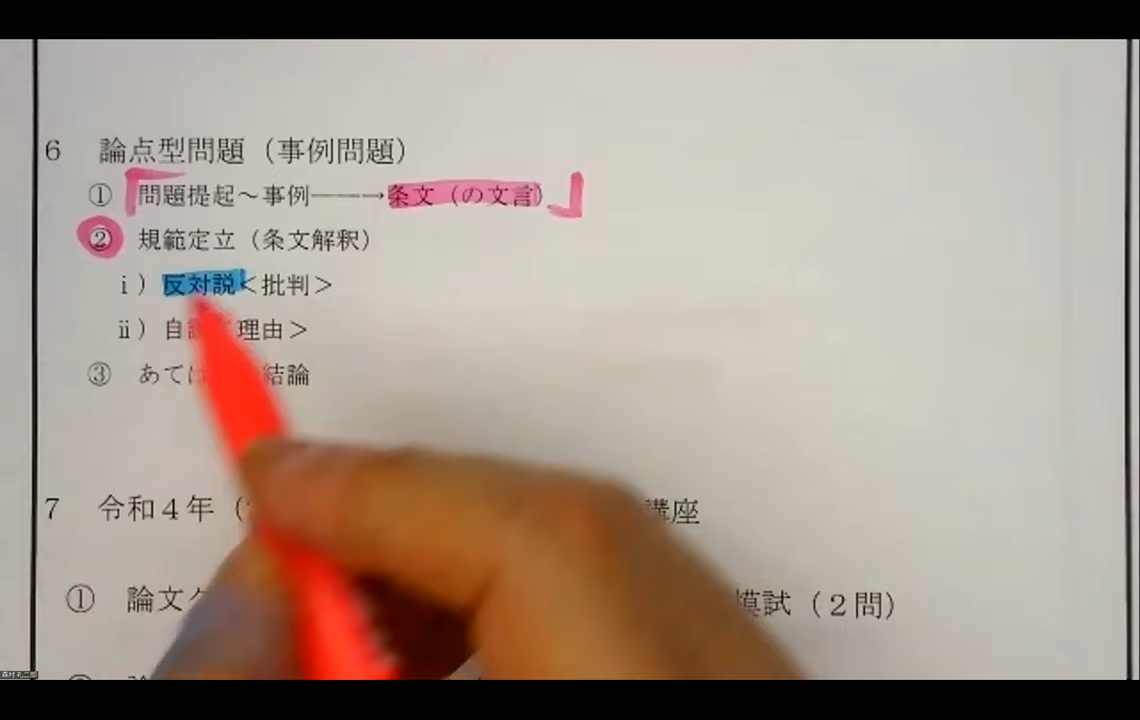 6 論点型問題（事例問題）
① 問題提起～事例───→条文（の文言）
② 規範定立（条文解釈）
ⅰ）反対説＜批判＞
ⅱ）自 理由＞
③ あては 結論
7 令和４年（ 講座
① 論文 模試（２問）